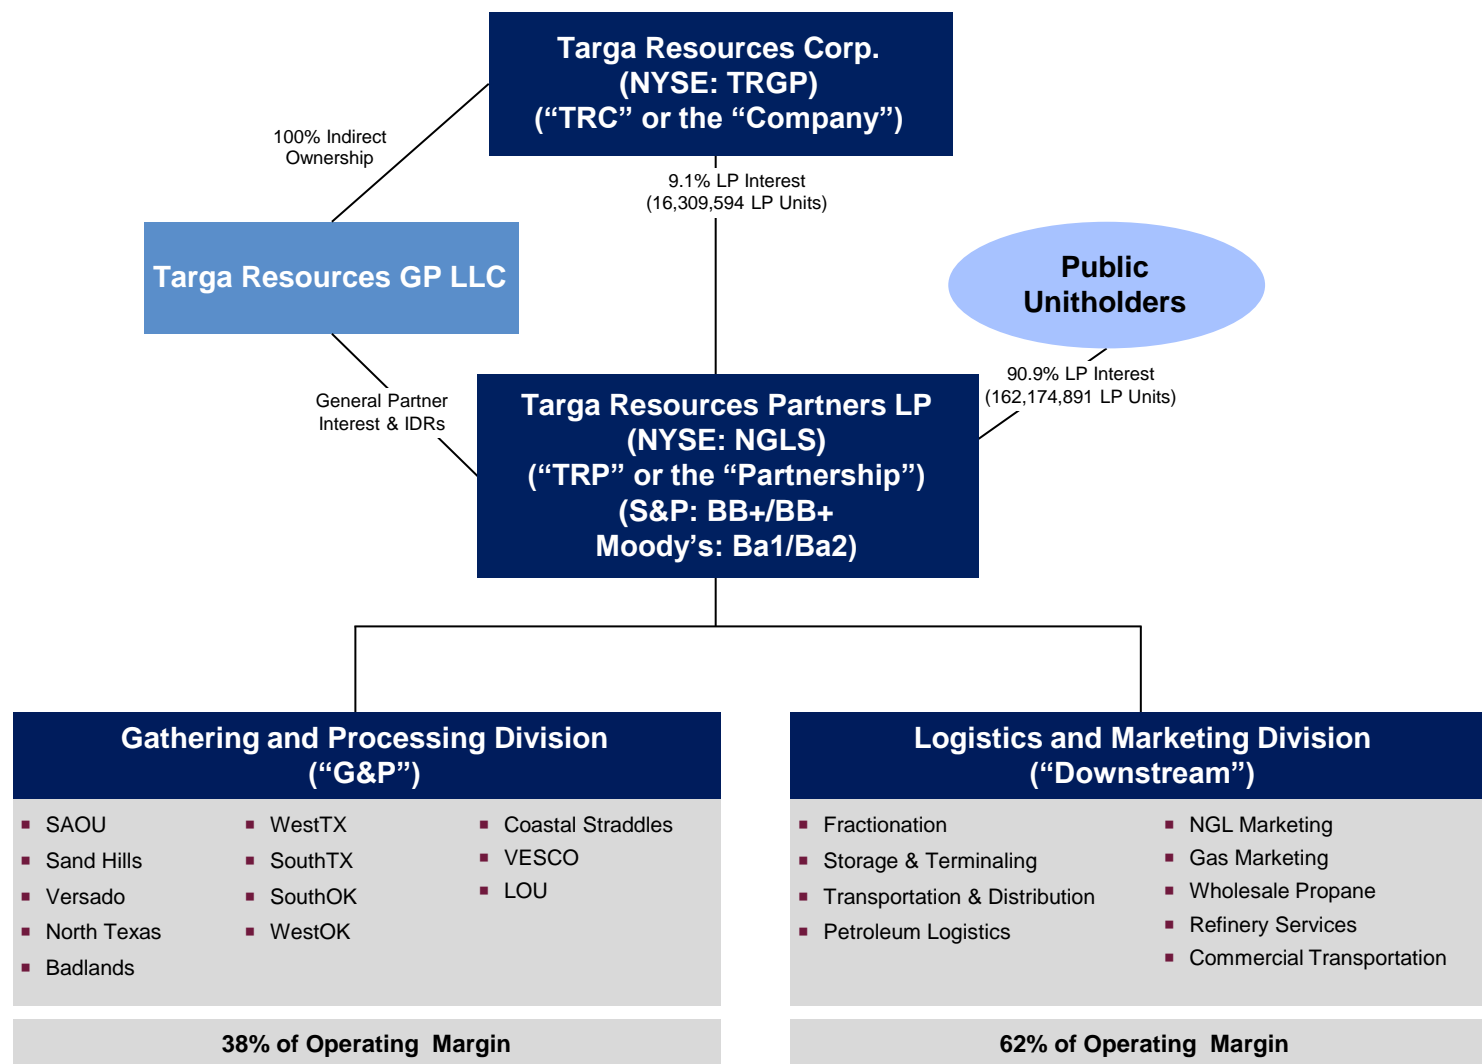 Targa Resources Corp.
(NYSE: TRGP)
(“TRC” or the “Company”)
100% Indirect
Ownership
9.1% LP Interest
(16,309,594 LP Units)
Targa Resources GP LLC
Public
Unitholders
General Partner
Interest & IDRs
90.9% LP Interest
(162,174,891 LP Units)
Targa Resources Partners LP
(NYSE: NGLS)
(“TRP” or the “Partnership”)
(S&P: BB+/BB+
Moody’s: Ba1/Ba2)
Gathering and Processing Division
(“G&P”)
▪ SAOU
▪ Sand Hills
▪ Versado
▪ North Texas
▪ Badlands
▪ WestTX
▪ SouthTX
▪ SouthOK
▪ WestOK
▪ Coastal Straddles
▪ VESCO
▪ LOU
38% of Operating Margin
Logistics and Marketing Division
(“Downstream”)
▪ Fractionation
▪ Storage & Terminaling
▪ Transportation & Distribution
▪ Petroleum Logistics
▪ NGL Marketing
▪ Gas Marketing
▪ Wholesale Propane
▪ Refinery Services
▪ Commercial Transportation
62% of Operating Margin